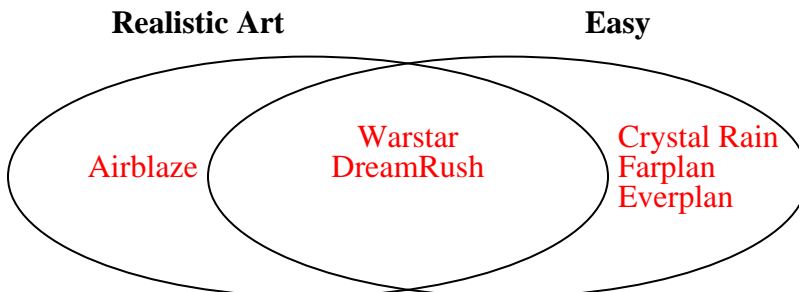 Realistic Art
Easy
Airblaze
Warstar
DreamRush
Crystal Rain
Farplan
Everplan